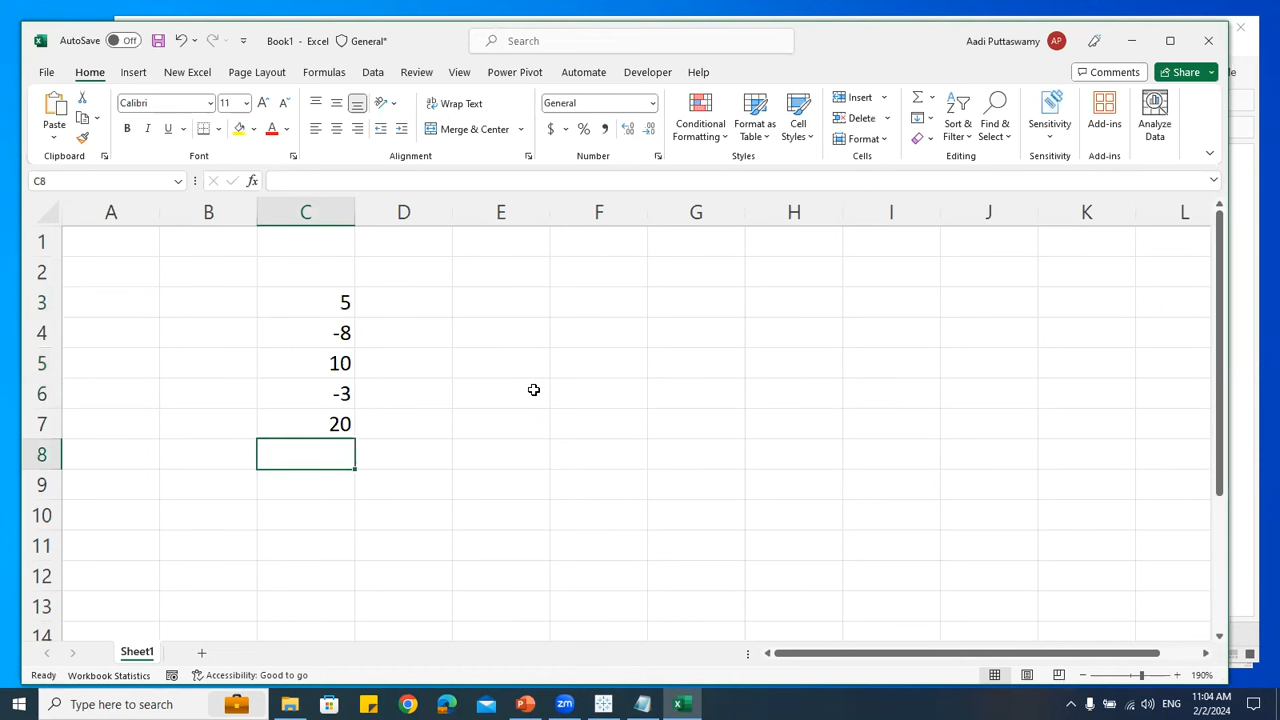 AutoSave Off Book1 - Excel General* Search Aadi Puttaswamy AP
File Home Insert New Excel Page Layout Formulas Data Review View Power Pivot Automate Developer Help Comments Share
Paste Calibri 11 Wrap Text General Conditional Formatting Format as Table Cell Styles Insert Sort & Filter Find & Select Sensitivity Add-ins Analyze Data
B I U A Merge & Center $ % Delete
Format
Clipboard Font Alignment Number Styles Cells Editing Sensitivity Add-ins
C8 fx
A B C D E F G H I J K L
1
2
3 5
4 -8
5 10
6 -3
7 20
8
9
10
11
12
13
14
Sheet1
Ready Workbook Statistics Accessibility: Good to go 190%
Type here to search ENG 11:04 AM
2/2/2024